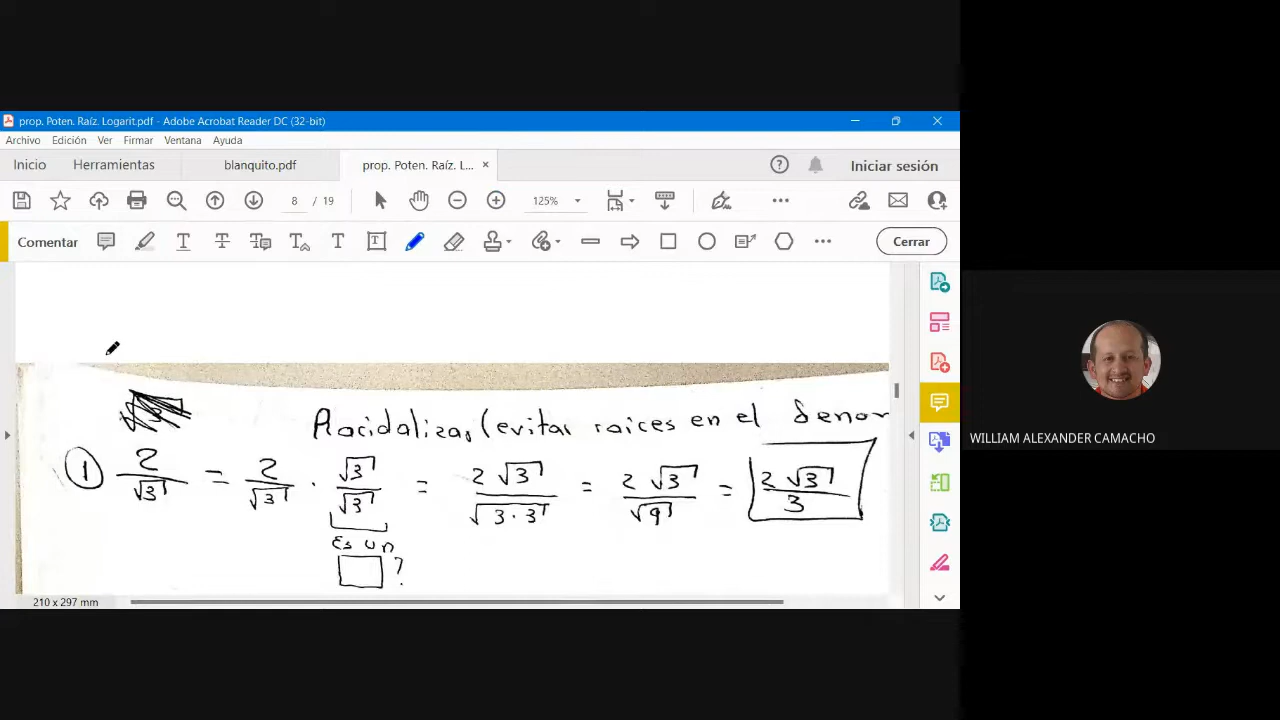 prop. Poten. Raíz. Logarit.pdf - Adobe Acrobat Reader DC (32-bit)
Archivo Edición Ver Firmar Ventana Ayuda
Inicio Herramientas blanquito.pdf prop. Poten. Raíz. L... × ? Iniciar sesión
8 / 19 125%
Comentar Cerrar
Racidalizar (evitar raices en el denor
① 2/√3 = 2/√3 · √3/√3 = 2√3/√3·3 = 2√3/√9 = 2√3/3
Es un
□ ?
210 x 297 mm
WILLIAM ALEXANDER CAMACHO